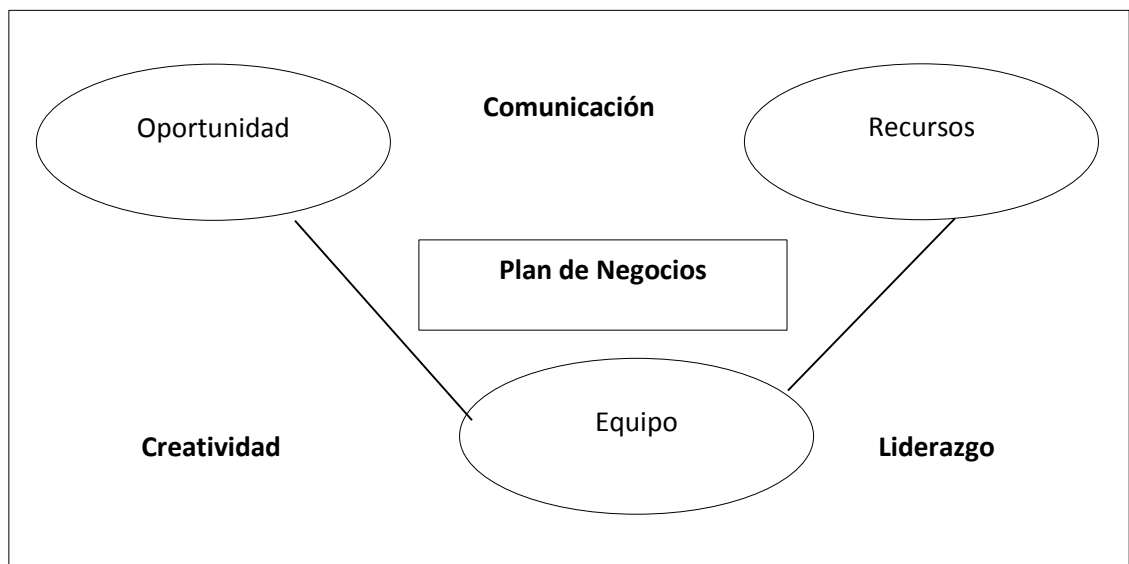 Oportunidad
Comunicación
Recursos
Plan de Negocios
Equipo
Creatividad
Liderazgo